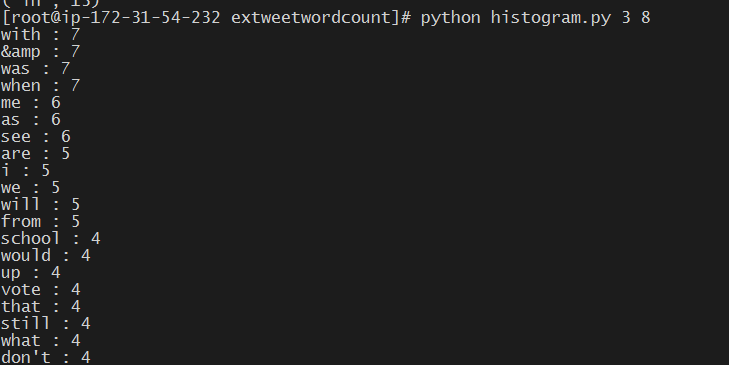 [root@ip-172-31-54-232 extweetwordcount]# python histogram.py 3 8
with : 7
&amp : 7
was : 7
when : 7
me : 6
as : 6
see : 6
are : 5
i : 5
we : 5
will : 5
from : 5
school : 4
would : 4
up : 4
vote : 4
that : 4
still : 4
what : 4
don't : 4